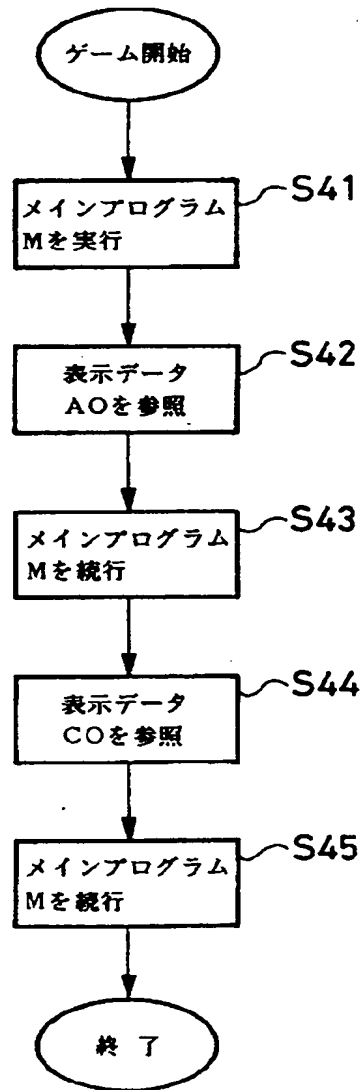 ゲーム開始
メインプログラム
Mを実行
S41
表示データ
AOを参照
S42
メインプログラム
Mを続行
S43
表示データ
COを参照
S44
メインプログラム
Mを続行
S45
終了